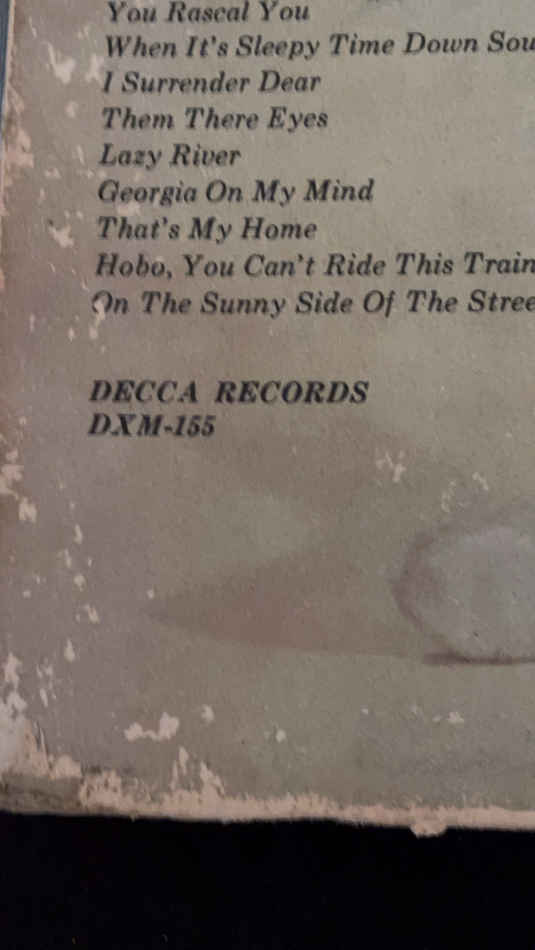 You Rascal You
When It's Sleepy Time Down Sou
I Surrender Dear
Them There Eyes
Lazy River
Georgia On My Mind
That's My Home
Hobo, You Can't Ride This Train
On The Sunny Side Of The Stree
DECCA RECORDS
DXM-155